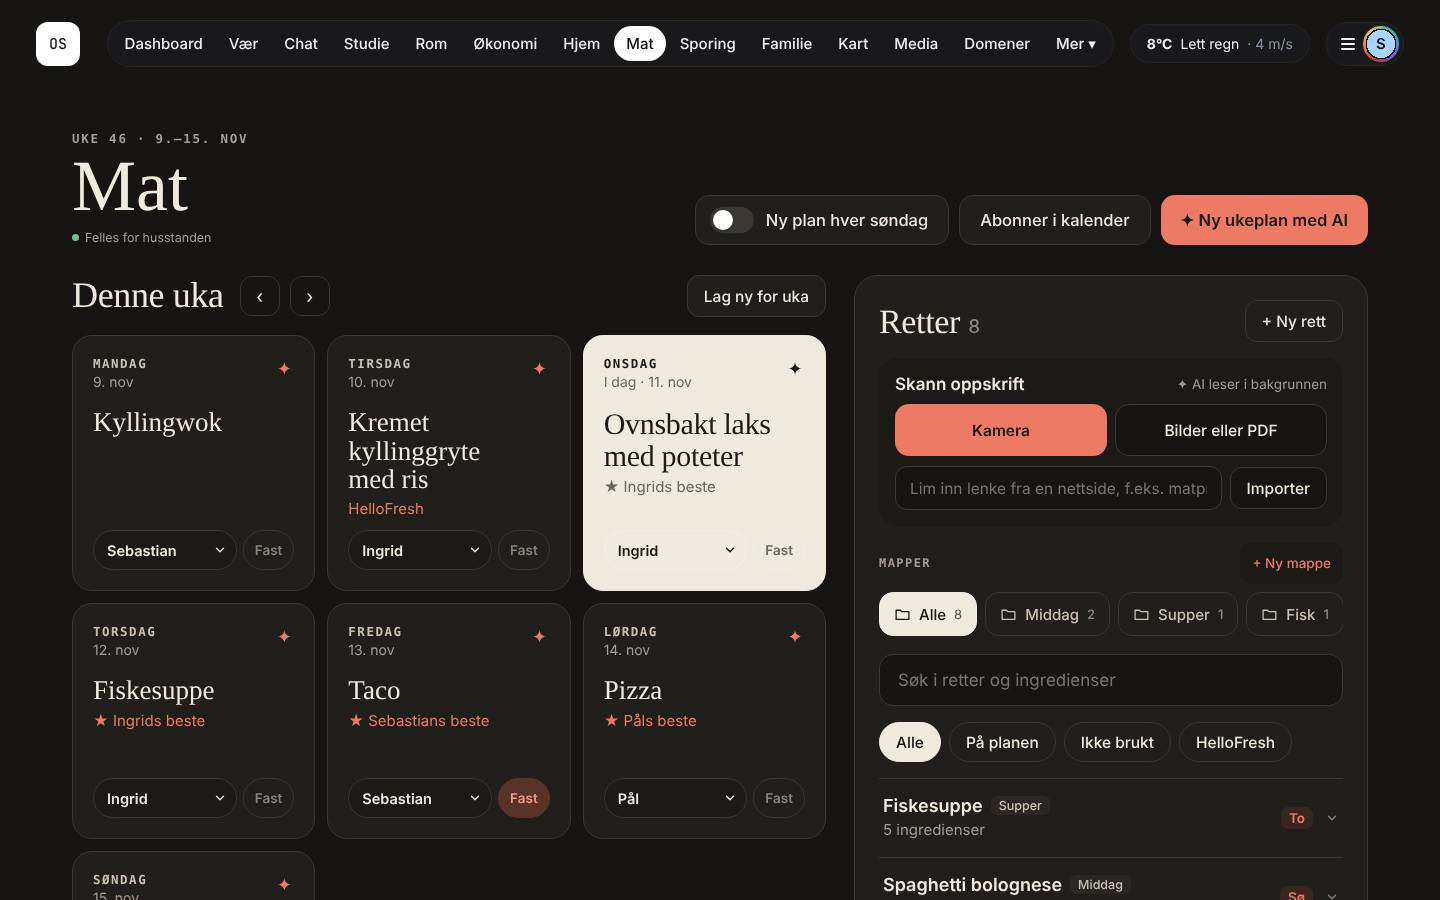 OS
Dashboard Vær Chat Studie Rom Økonomi Hjem Mat Sporing Familie Kart Media Domener Mer ▾
8°C Lett regn · 4 m/s
S
UKE 46 · 9.–15. NOV
Mat
Felles for husstanden
Ny plan hver søndag
Abonner i kalender
✦ Ny ukeplan med AI
Denne uka
‹ ›
Lag ny for uka
MANDAG ✦
9. nov
Kyllingwok
Sebastian Fast
TIRSDAG ✦
10. nov
Kremet
kyllinggryte
med ris
HelloFresh
Ingrid Fast
ONSDAG ✦
I dag · 11. nov
Ovnsbakt laks
med poteter
★ Ingrids beste
Ingrid Fast
TORSDAG ✦
12. nov
Fiskesuppe
★ Ingrids beste
Ingrid Fast
FREDAG ✦
13. nov
Taco
★ Sebastians beste
Sebastian Fast
LØRDAG ✦
14. nov
Pizza
★ Påls beste
Pål Fast
SØNDAG ✦
15. nov
Retter 8
+ Ny rett
Skann oppskrift
✦ AI leser i bakgrunnen
Kamera
Bilder eller PDF
Lim inn lenke fra en nettside, f.eks. matp
Importer
MAPPER
+ Ny mappe
Alle 8
Middag 2
Supper 1
Fisk 1
Søk i retter og ingredienser
Alle
På planen
Ikke brukt
HelloFresh
Fiskesuppe Supper
5 ingredienser
To
Spaghetti bolognese Middag
Sø